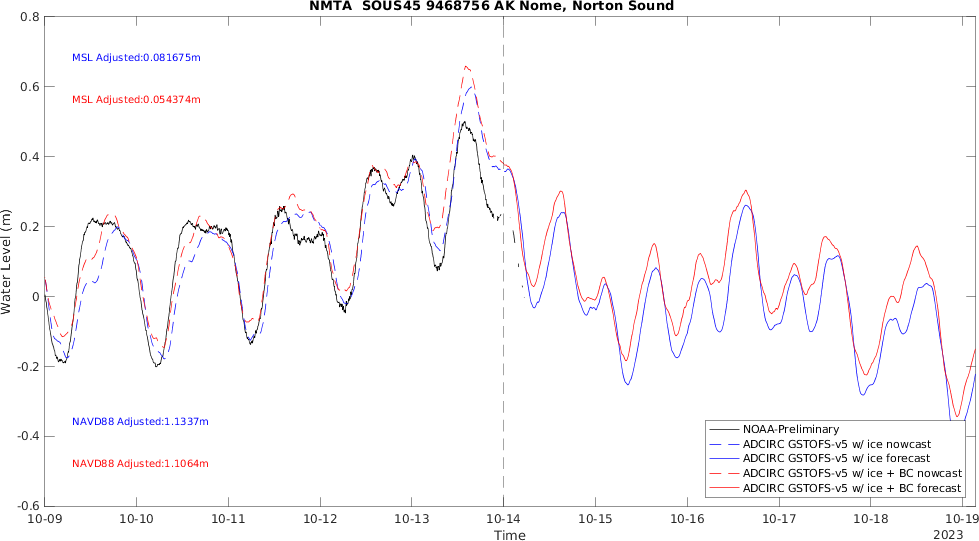 NMTA SOUS45 9468756 AK Nome, Norton Sound
0.8
0.6
0.4
0.2
0
-0.2
-0.4
-0.6
Water Level (m)
MSL Adjusted:0.081675m
MSL Adjusted:0.054374m
NAVD88 Adjusted:1.1337m
NAVD88 Adjusted:1.1064m
NOAA-Preliminary
ADCIRC GSTOFS-v5 w/ ice nowcast
ADCIRC GSTOFS-v5 w/ ice forecast
ADCIRC GSTOFS-v5 w/ ice + BC nowcast
ADCIRC GSTOFS-v5 w/ ice + BC forecast
10-09 10-10 10-11 10-12 10-13 10-14 10-15 10-16 10-17 10-18 10-19
Time
2023